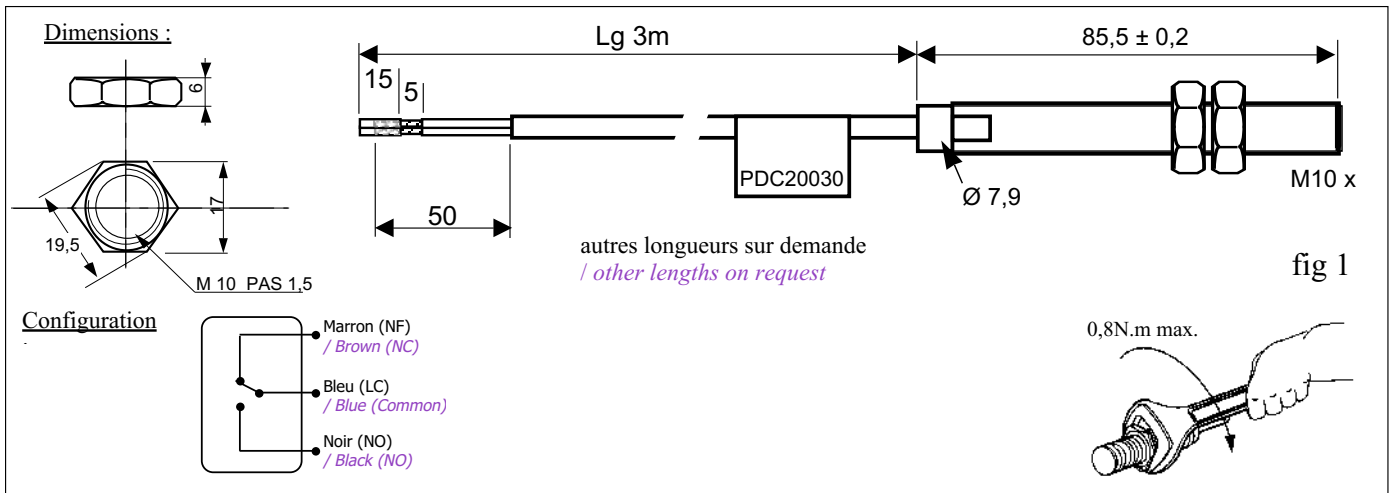 Dimensions :
6
17
19,5
M 10 PAS 1,5
Lg 3m
85,5 ± 0,2
15
5
50
PDC20030
Ø 7,9
M10 x
autres longueurs sur demande
/ other lengths on request
fig 1
Configuration
:
Marron (NF)
/ Brown (NC)
Bleu (LC)
/ Blue (Common)
Noir (NO)
/ Black (NO)
0,8N.m max.